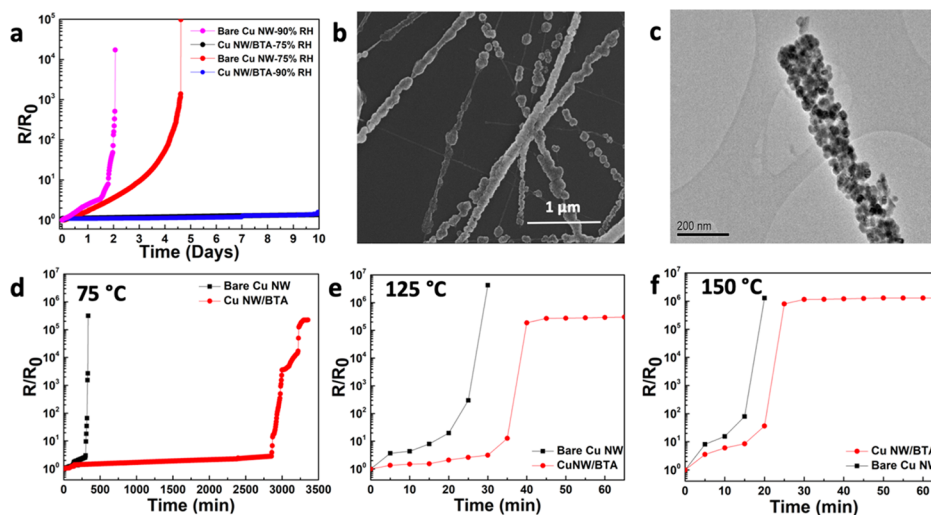 a
R/R0
10^5
10^4
10^3
10^2
10^1
10^0
Bare Cu NW-90% RH
Cu NW/BTA-75% RH
Bare Cu NW-75% RH
Cu NW/BTA-90% RH
0 1 2 3 4 5 6 7 8 9 10
Time (Days)
b
1 µm
c
200 nm
d
75 °C
R/R0
10^6
10^5
10^4
10^3
10^2
10^1
10^0
Bare Cu NW
Cu NW/BTA
0 500 1000 1500 2000 2500 3000 3500
Time (min)
e
125 °C
R/R0
10^6
10^5
10^4
10^3
10^2
10^1
10^0
Bare Cu NW
CuNW/BTA
0 10 20 30 40 50 60
Time (min)
f
150 °C
R/R0
10^6
10^5
10^4
10^3
10^2
10^1
10^0
Cu NW/BTA
Bare Cu NW
0 10 20 30 40 50 60
Time (min)